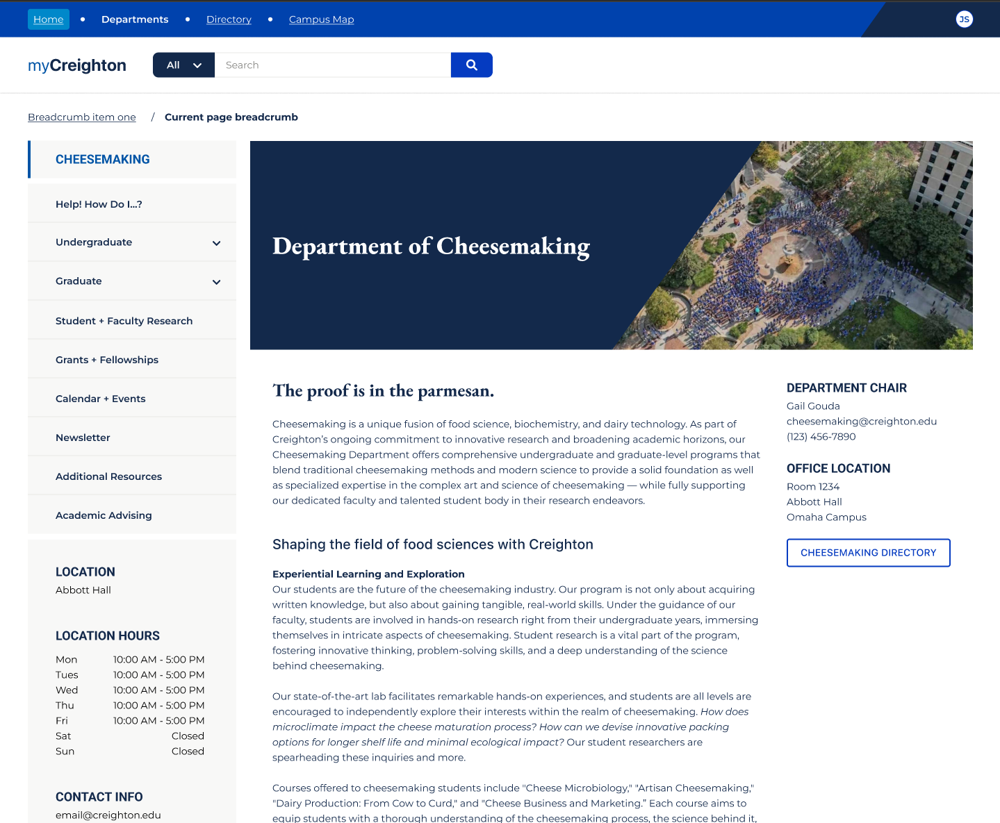 Home • Departments • Directory • Campus Map
JS
myCreighton
All
Search
Breadcrumb item one / Current page breadcrumb
CHEESEMAKING
Help! How Do I...?
Undergraduate
Graduate
Student + Faculty Research
Grants + Fellowships
Calendar + Events
Newsletter
Additional Resources
Academic Advising
LOCATION
Abbott Hall
LOCATION HOURS
Mon 10:00 AM - 5:00 PM
Tues 10:00 AM - 5:00 PM
Wed 10:00 AM - 5:00 PM
Thu 10:00 AM - 5:00 PM
Fri 10:00 AM - 5:00 PM
Sat Closed
Sun Closed
CONTACT INFO
email@creighton.edu
Department of Cheesemaking
The proof is in the parmesan.
Cheesemaking is a unique fusion of food science, biochemistry, and dairy technology. As part of
Creighton’s ongoing commitment to innovative research and broadening academic horizons, our
Cheesemaking Department offers comprehensive undergraduate and graduate-level programs that
blend traditional cheesemaking methods and modern science to provide a solid foundation as well
as specialized expertise in the complex art and science of cheesemaking — while fully supporting
our dedicated faculty and talented student body in their research endeavors.
Shaping the field of food sciences with Creighton
Experiential Learning and Exploration
Our students are the future of the cheesemaking industry. Our program is not only about acquiring
written knowledge, but also about gaining tangible, real-world skills. Under the guidance of our
faculty, students are involved in hands-on research right from their undergraduate years, immersing
themselves in intricate aspects of cheesemaking. Student research is a vital part of the program,
fostering innovative thinking, problem-solving skills, and a deep understanding of the science
behind cheesemaking.
Our state-of-the-art lab facilitates remarkable hands-on experiences, and students are all levels are
encouraged to independently explore their interests within the realm of cheesemaking. How does
microclimate impact the cheese maturation process? How can we devise innovative packing
options for longer shelf life and minimal ecological impact? Our student researchers are
spearheading these inquiries and more.
Courses offered to cheesemaking students include "Cheese Microbiology," "Artisan Cheesemaking,"
"Dairy Production: From Cow to Curd," and "Cheese Business and Marketing.” Each course aims to
equip students with a thorough understanding of the cheesemaking process, the science behind it,
DEPARTMENT CHAIR
Gail Gouda
cheesemaking@creighton.edu
(123) 456-7890
OFFICE LOCATION
Room 1234
Abbott Hall
Omaha Campus
CHEESEMAKING DIRECTORY